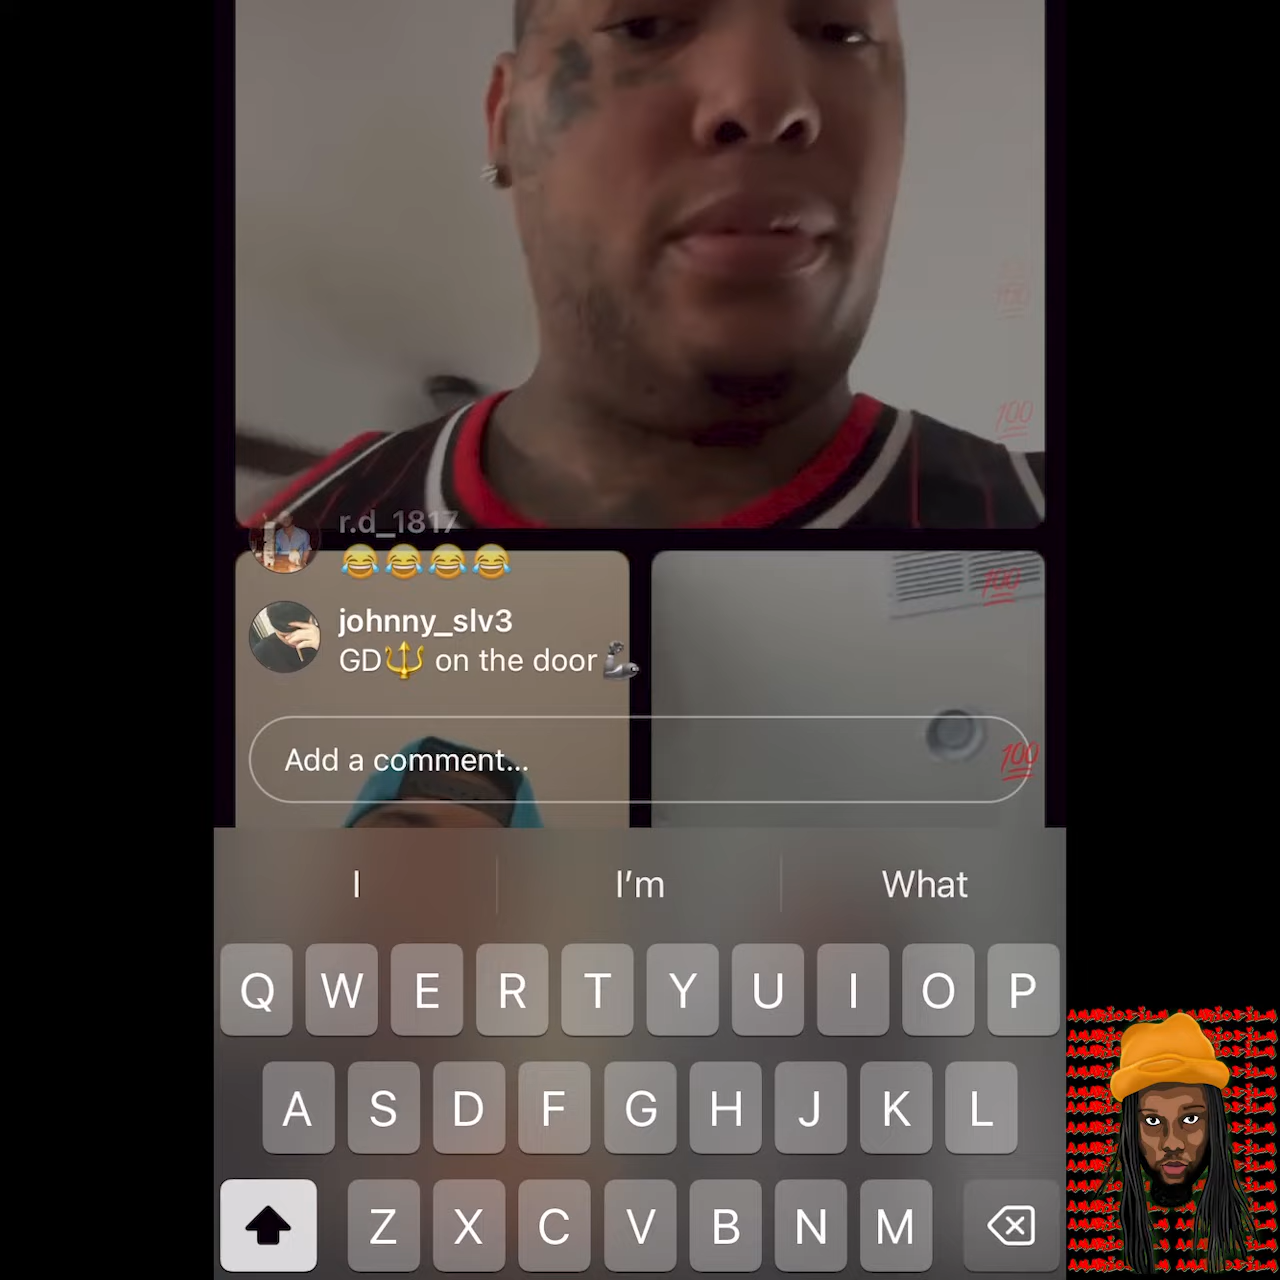 r.d_1817
😂😂😂😂
johnny_slv3
GD🔱 on the door🦾
Add a comment...
I I’m What
Q W E R T Y U I O P
A S D F G H J K L
Z X C V B N M